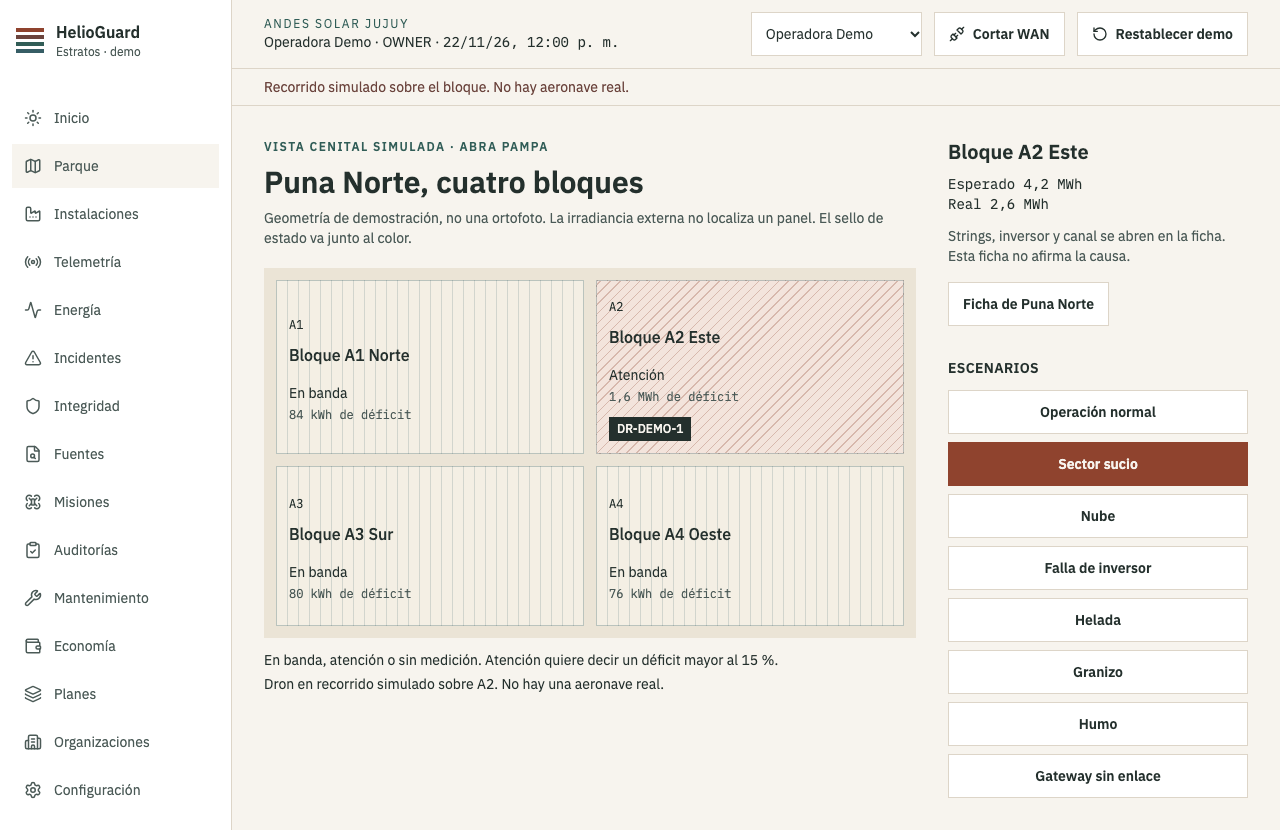 HelioGuard
Estratos · demo
Inicio
Parque
Instalaciones
Telemetría
Energía
Incidentes
Integridad
Fuentes
Misiones
Auditorías
Mantenimiento
Economía
Planes
Organizaciones
Configuración
ANDES SOLAR JUJUY
Operadora Demo · OWNER · 22/11/26, 12:00 p. m.
Operadora Demo
Cortar WAN
Restablecer demo
Recorrido simulado sobre el bloque. No hay aeronave real.
VISTA CENITAL SIMULADA · ABRA PAMPA
Puna Norte, cuatro bloques
Geometría de demostración, no una ortofoto. La irradiancia externa no localiza un panel. El sello de
estado va junto al color.
A1
Bloque A1 Norte
En banda
84 kWh de déficit
A2
Bloque A2 Este
Atención
1,6 MWh de déficit
DR-DEMO-1
A3
Bloque A3 Sur
En banda
80 kWh de déficit
A4
Bloque A4 Oeste
En banda
76 kWh de déficit
En banda, atención o sin medición. Atención quiere decir un déficit mayor al 15 %.
Dron en recorrido simulado sobre A2. No hay una aeronave real.
Bloque A2 Este
Esperado 4,2 MWh
Real 2,6 MWh
Strings, inversor y canal se abren en la ficha.
Esta ficha no afirma la causa.
Ficha de Puna Norte
ESCENARIOS
Operación normal
Sector sucio
Nube
Falla de inversor
Helada
Granizo
Humo
Gateway sin enlace